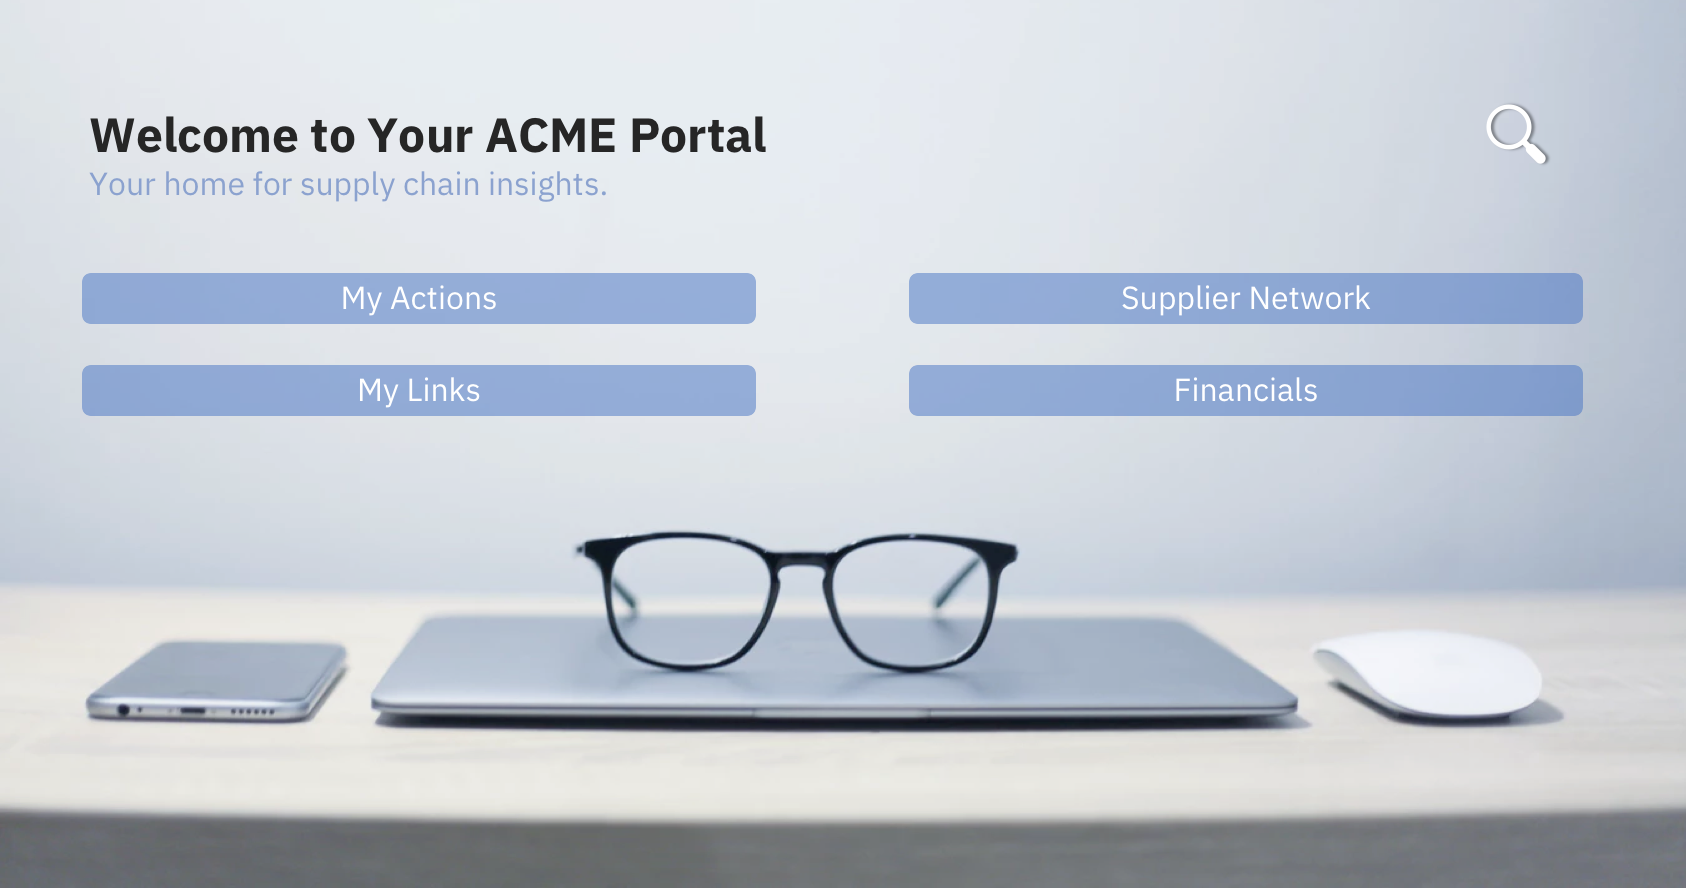 Welcome to Your ACME Portal
Your home for supply chain insights.
My Actions
Supplier Network
My Links
Financials